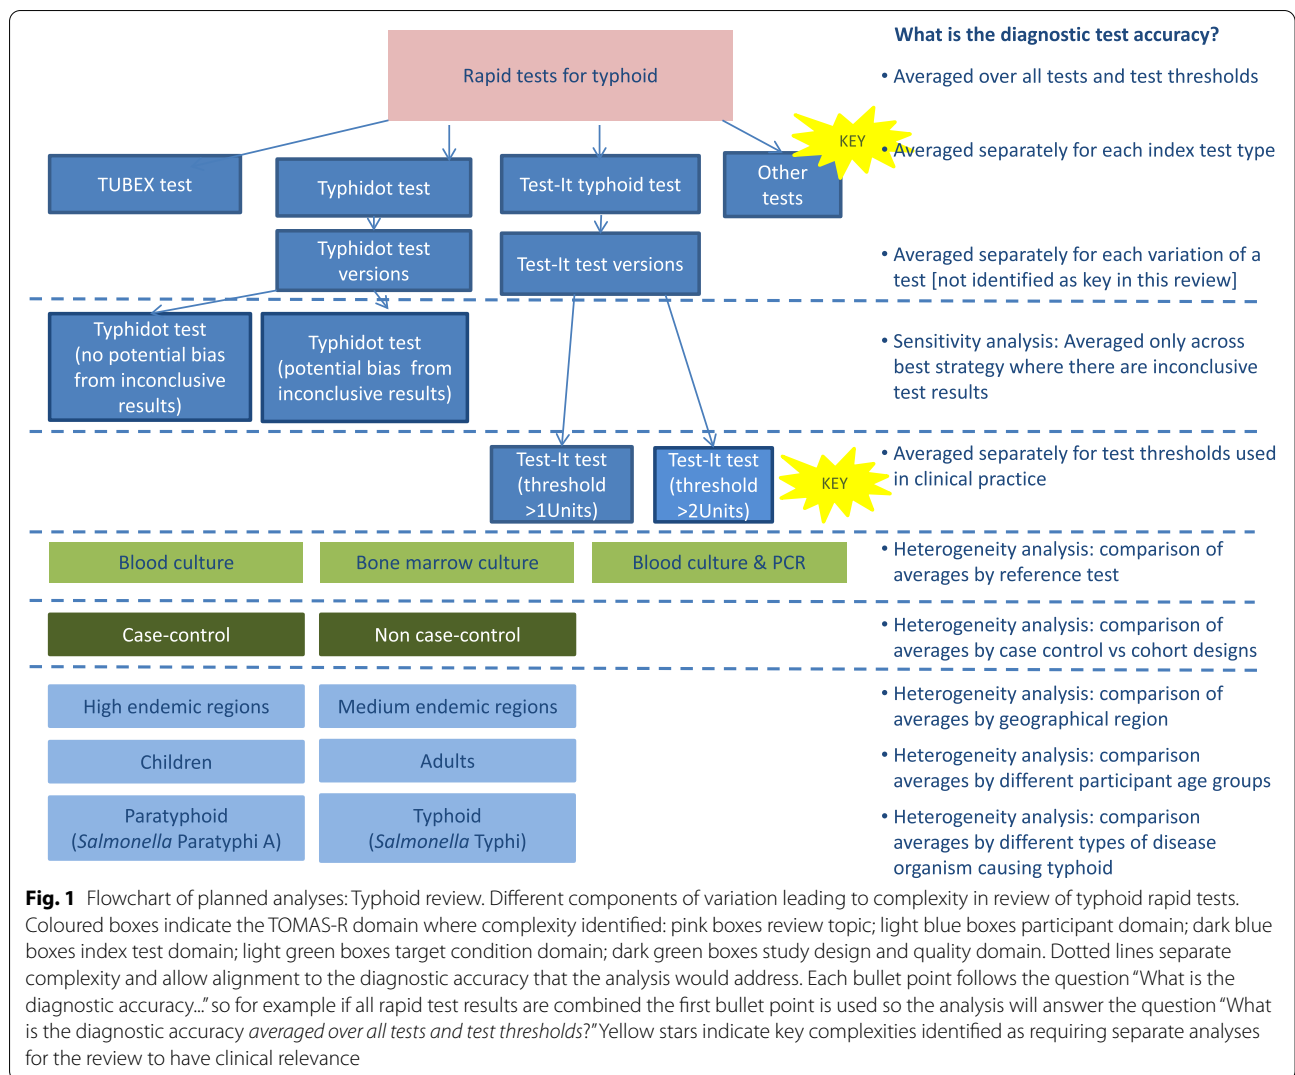 What is the diagnostic test accuracy?
Rapid tests for typhoid
• Averaged over all tests and test thresholds
KEY
• Averaged separately for each index test type
TUBEX test
Typhidot test
Test-It typhoid test
Other
tests
Typhidot test
versions
Test-It test versions
• Averaged separately for each variation of a
test [not identified as key in this review]
Typhidot test
(no potential bias
from inconclusive
results)
Typhidot test
(potential bias from
inconclusive results)
• Sensitivity analysis: Averaged only across
best strategy where there are inconclusive
test results
Test-It test
(threshold
>1Units)
Test-It test
(threshold
>2Units)
KEY
• Averaged separately for test thresholds used
in clinical practice
Blood culture
Bone marrow culture
Blood culture & PCR
• Heterogeneity analysis: comparison of
averages by reference test
Case-control
Non case-control
• Heterogeneity analysis: comparison of
averages by case control vs cohort designs
High endemic regions
Medium endemic regions
• Heterogeneity analysis: comparison of
averages by geographical region
Children
Adults
• Heterogeneity analysis: comparison
averages by different participant age groups
Paratyphoid
(Salmonella Paratyphi A)
Typhoid
(Salmonella Typhi)
• Heterogeneity analysis: comparison
averages by different types of disease
organism causing typhoid
Fig. 1 Flowchart of planned analyses: Typhoid review. Different components of variation leading to complexity in review of typhoid rapid tests.
Coloured boxes indicate the TOMAS-R domain where complexity identified: pink boxes review topic; light blue boxes participant domain; dark blue
boxes index test domain; light green boxes target condition domain; dark green boxes study design and quality domain. Dotted lines separate
complexity and allow alignment to the diagnostic accuracy that the analysis would address. Each bullet point follows the question “What is the
diagnostic accuracy...” so for example if all rapid test results are combined the first bullet point is used so the analysis will answer the question “What
is the diagnostic accuracy averaged over all tests and test thresholds?” Yellow stars indicate key complexities identified as requiring separate analyses
for the review to have clinical relevance